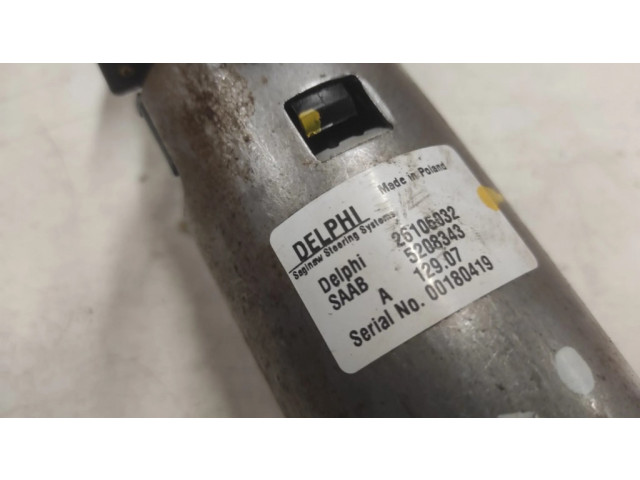 DELPHI Made in Poland
Saginaw Steering Systems
Delphi 26106032
SAAB 5208343
A 129.07
Serial No. 00180419